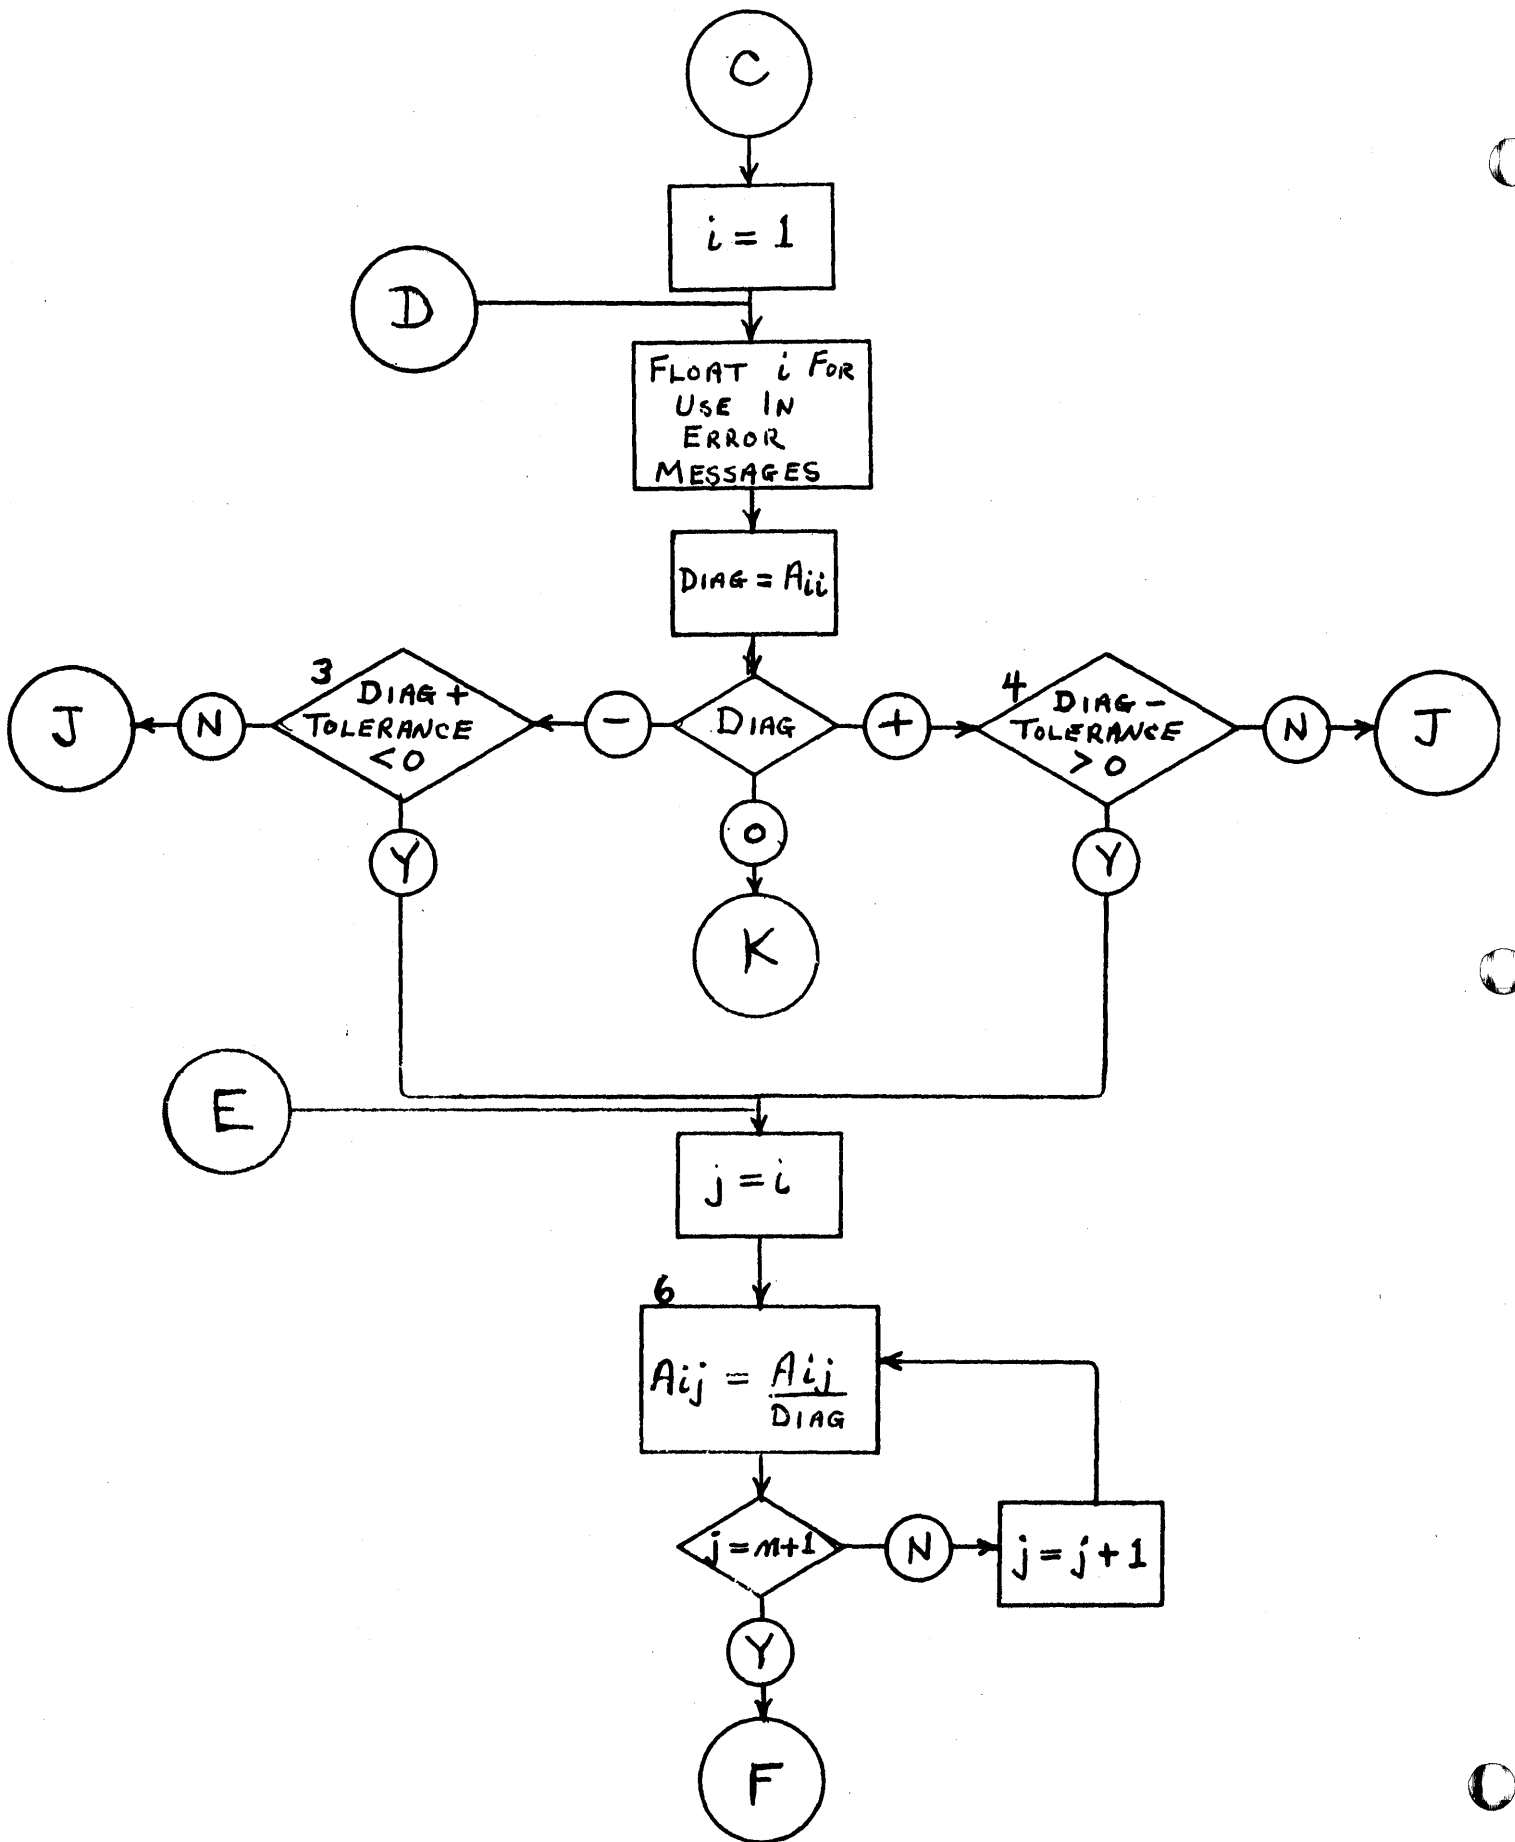 C
i = 1
D
FLOAT i FOR
USE IN
ERROR
MESSAGES
DIAG = Aii
3
DIAG +
TOLERANCE
< 0
J
N
−
DIAG
+
4
DIAG −
TOLERANCE
> 0
N
J
Y
0
Y
K
E
j = i
6
Aij = Aij
DIAG
j = n+1
N
j = j + 1
Y
F